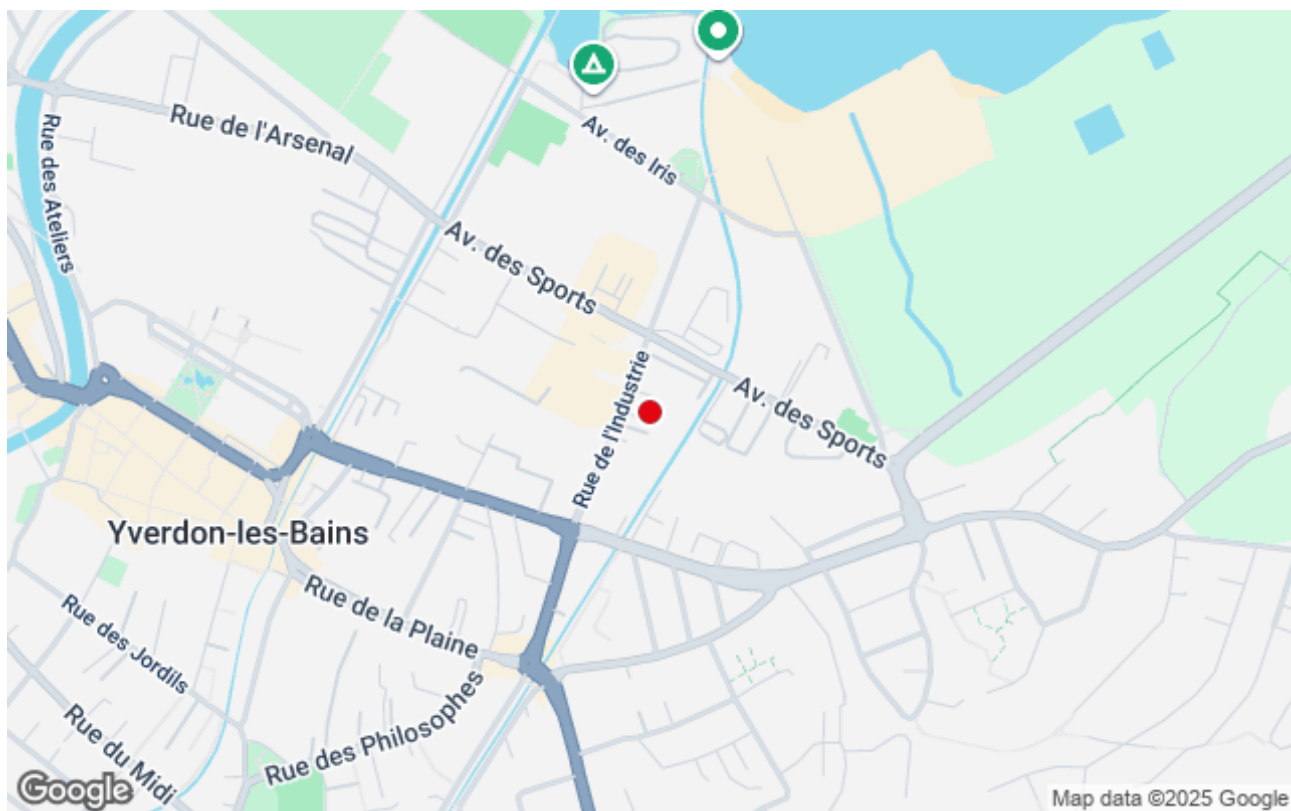 Rue de l'Arsenal
Rue des Ateliers
Av. des Iris
Av. des Sports
Rue de l'Industrie
Av. des Sports
Yverdon-les-Bains
Rue de la Plaine
Rue des Jordils
Rue des Philosophes
Rue du Midi
Google
Map data ©2025 Google